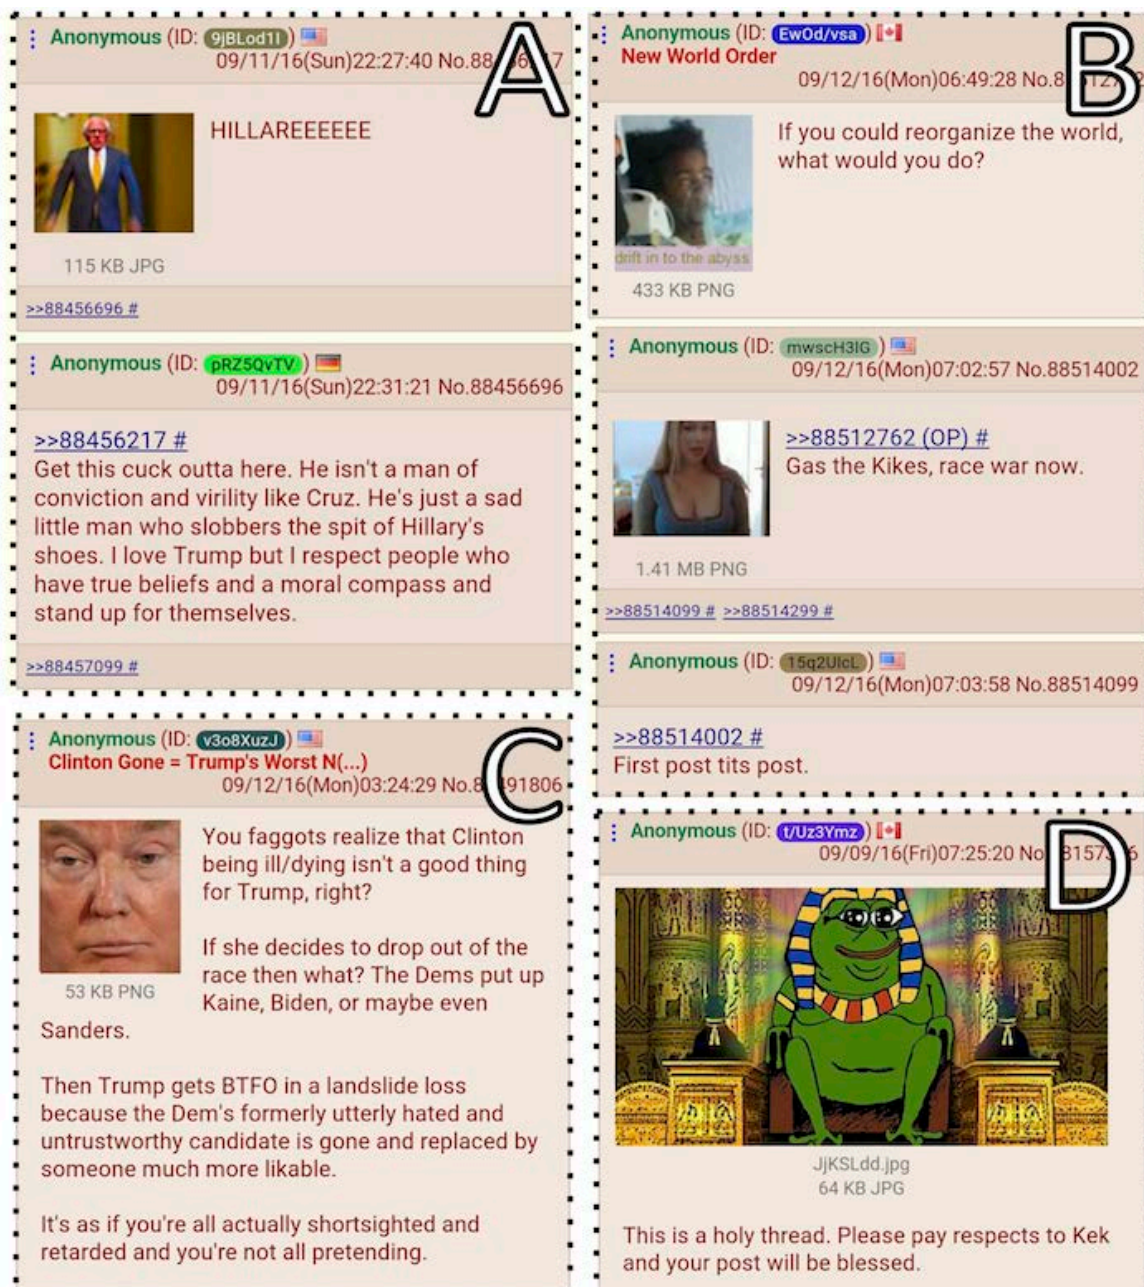 A
Anonymous (ID: 9jBLod1I)
09/11/16(Sun)22:27:40
HILLAREEEEEE
115 KB JPG
>>88456696 #
Anonymous (ID: pRZ5QvTV)
09/11/16(Sun)22:31:21 No.88456696
>>88456217 #
Get this cuck outta here. He isn't a man of
conviction and virility like Cruz. He's just a sad
little man who slobbers the spit of Hillary's
shoes. I love Trump but I respect people who
have true beliefs and a moral compass and
stand up for themselves.
>>88457099 #
B
Anonymous (ID: EwOd/vsa)
New World Order
09/12/16(Mon)06:49:28
If you could reorganize the world,
what would you do?
drift in to the abyss
433 KB PNG
Anonymous (ID: mwscH3IG)
09/12/16(Mon)07:02:57 No.88514002
>>88512762 (OP) #
Gas the Kikes, race war now.
1.41 MB PNG
>>88514099 # >>88514299 #
Anonymous (ID: 15q2UIcL)
09/12/16(Mon)07:03:58 No.88514099
>>88514002 #
First post tits post.
C
Anonymous (ID: v3o8XuzJ)
Clinton Gone = Trump's Worst N(...)
09/12/16(Mon)03:24:29
You faggots realize that Clinton
being ill/dying isn't a good thing
for Trump, right?
53 KB PNG
If she decides to drop out of the
race then what? The Dems put up
Kaine, Biden, or maybe even
Sanders.
Then Trump gets BTFO in a landslide loss
because the Dem's formerly utterly hated and
untrustworthy candidate is gone and replaced by
someone much more likable.
It's as if you're all actually shortsighted and
retarded and you're not all pretending.
D
Anonymous (ID: t/Uz3Ymz)
09/09/16(Fri)07:25:20
JjKSLdd.jpg
64 KB JPG
This is a holy thread. Please pay respects to Kek
and your post will be blessed.